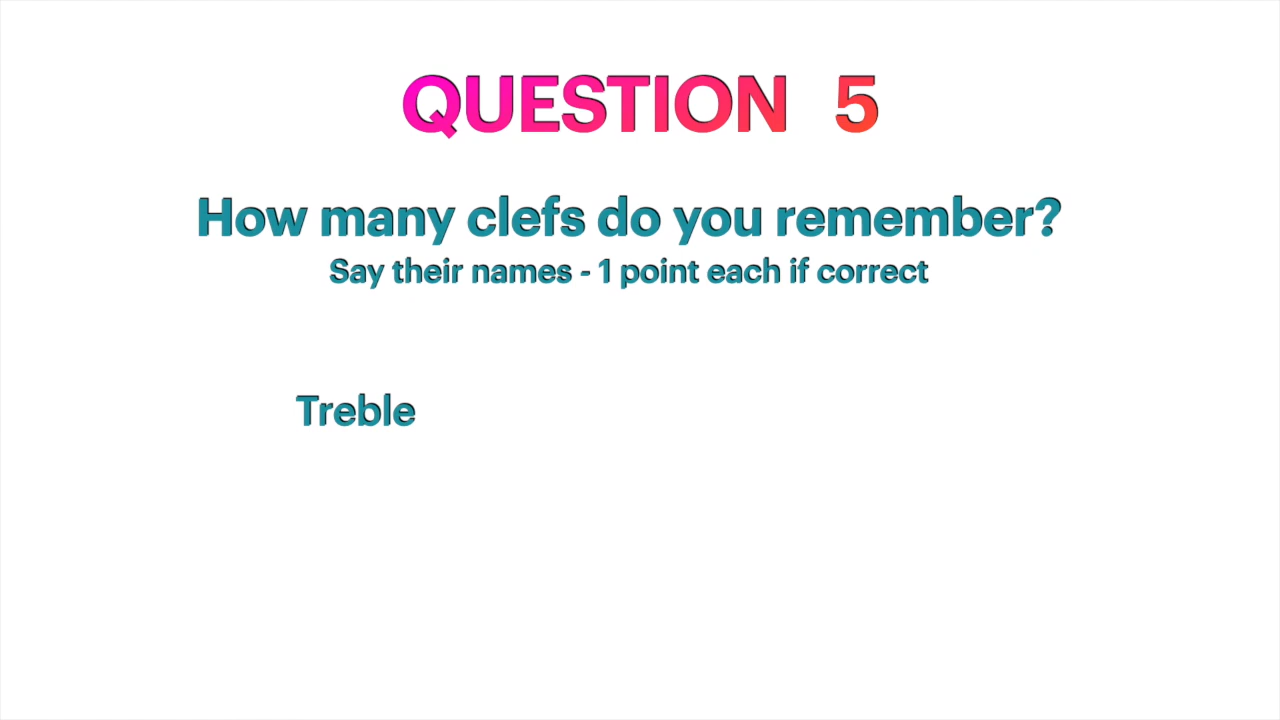 QUESTION 5
How many clefs do you remember?
Say their names - 1 point each if correct
Treble